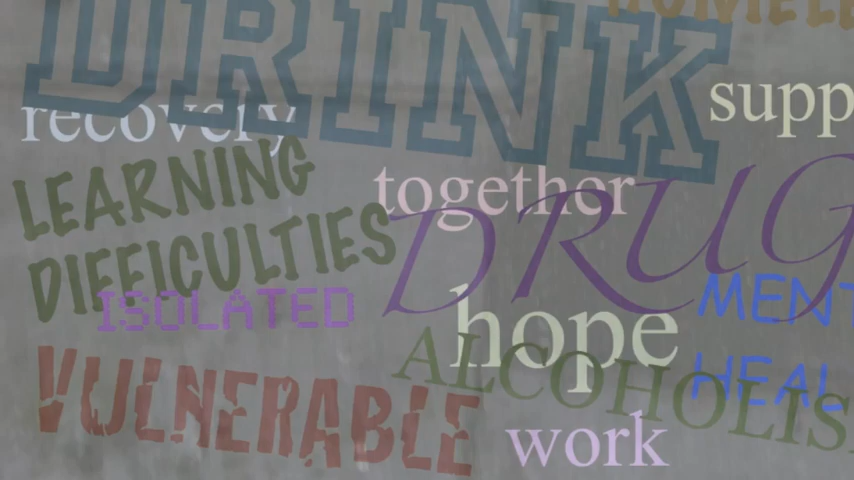 DRINK
recovery
supp
LEARNING
DIFFICULTIES
together
DRUG
ISOLATED
hope
MENT
HEAL
VULNERABLE
ALCOHOLIS
work